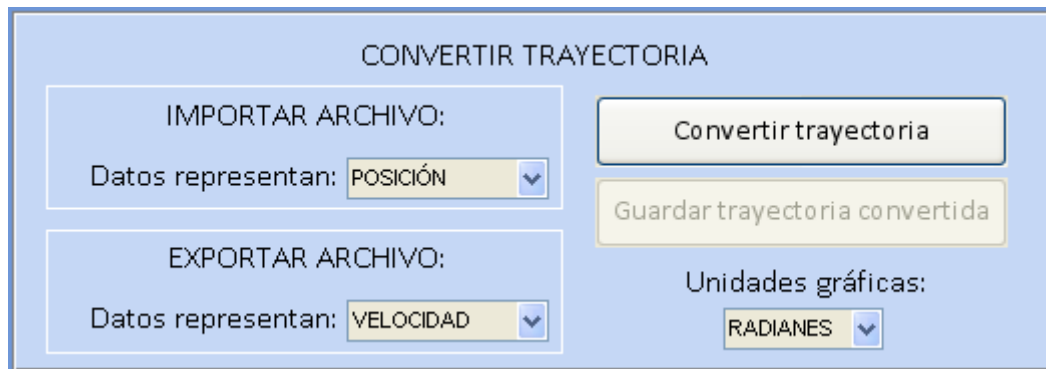 CONVERTIR TRAYECTORIA
IMPORTAR ARCHIVO:
Datos representan: POSICIÓN
EXPORTAR ARCHIVO:
Datos representan: VELOCIDAD
Convertir trayectoria
Guardar trayectoria convertida
Unidades gráficas:
RADIANES